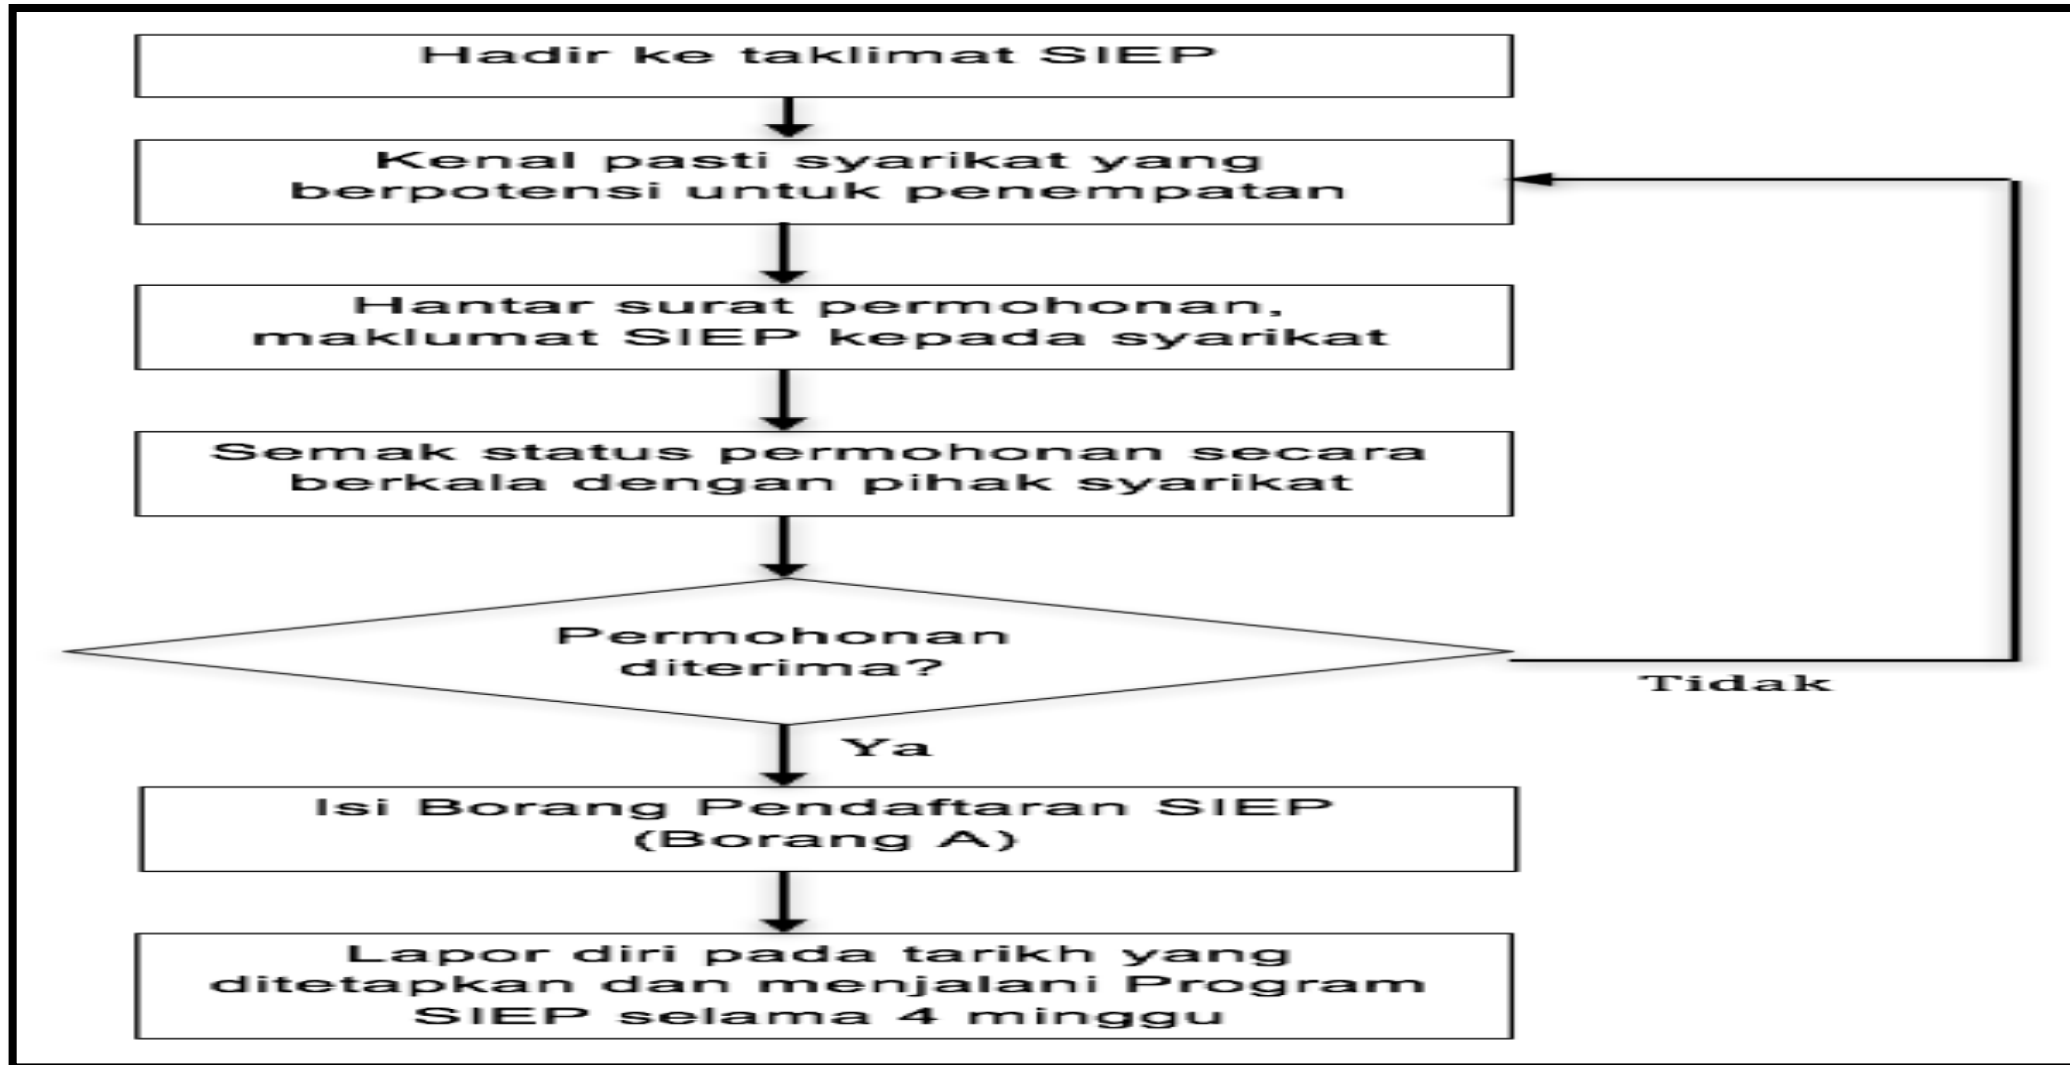 Hadir ke taklimat SIEP
Kenal pasti syarikat yang
berpotensi untuk penempatan
Hantar surat permohonan,
maklumat SIEP kepada syarikat
Semak status permohonan secara
berkala dengan pihak syarikat
Permohonan
diterima?
Tidak
Ya
Isi Borang Pendaftaran SIEP
(Borang A)
Lapor diri pada tarikh yang
ditetapkan dan menjalani Program
SIEP selama 4 minggu